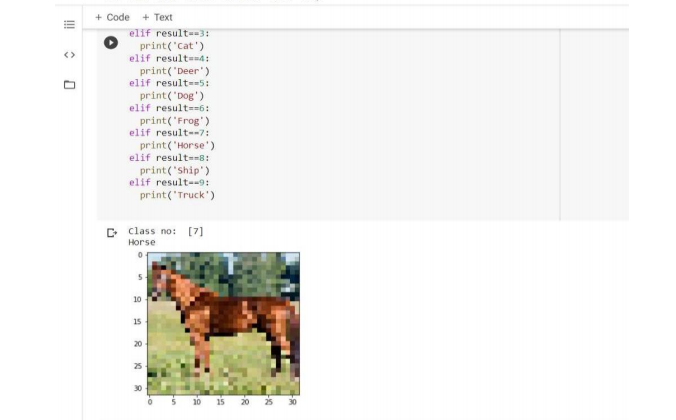 + Code + Text
elif result==3:
print('Cat')
elif result==4:
print('Deer')
elif result==5:
print('Dog')
elif result==6:
print('Frog')
elif result==7:
print('Horse')
elif result==8:
print('Ship')
elif result==9:
print('Truck')
Class no: [7]
Horse
0
5
10
15
20
25
30
0 5 10 15 20 25 30